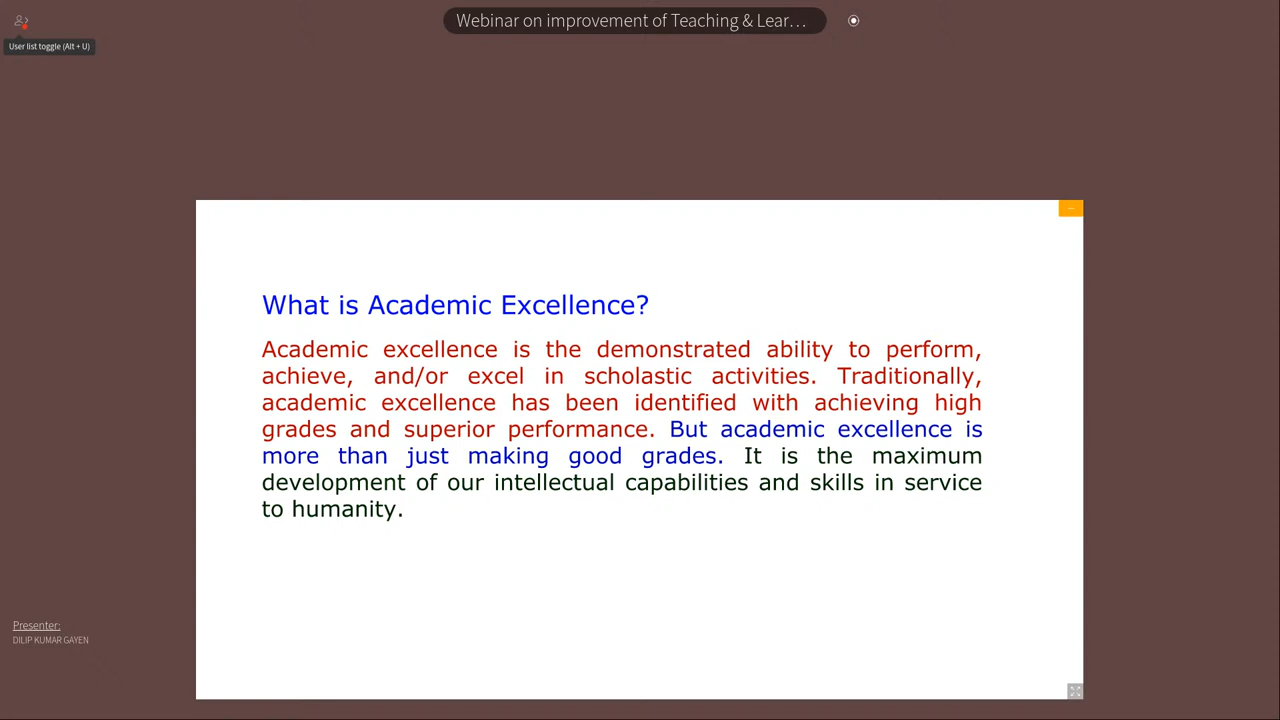 Webinar on improvement of Teaching & Lear...
User list toggle (Alt + U)
What is Academic Excellence?
Academic excellence is the demonstrated ability to perform,
achieve, and/or excel in scholastic activities. Traditionally,
academic excellence has been identified with achieving high
grades and superior performance. But academic excellence is
more than just making good grades. It is the maximum
development of our intellectual capabilities and skills in service
to humanity.
Presenter:
DILIP KUMAR GAYEN